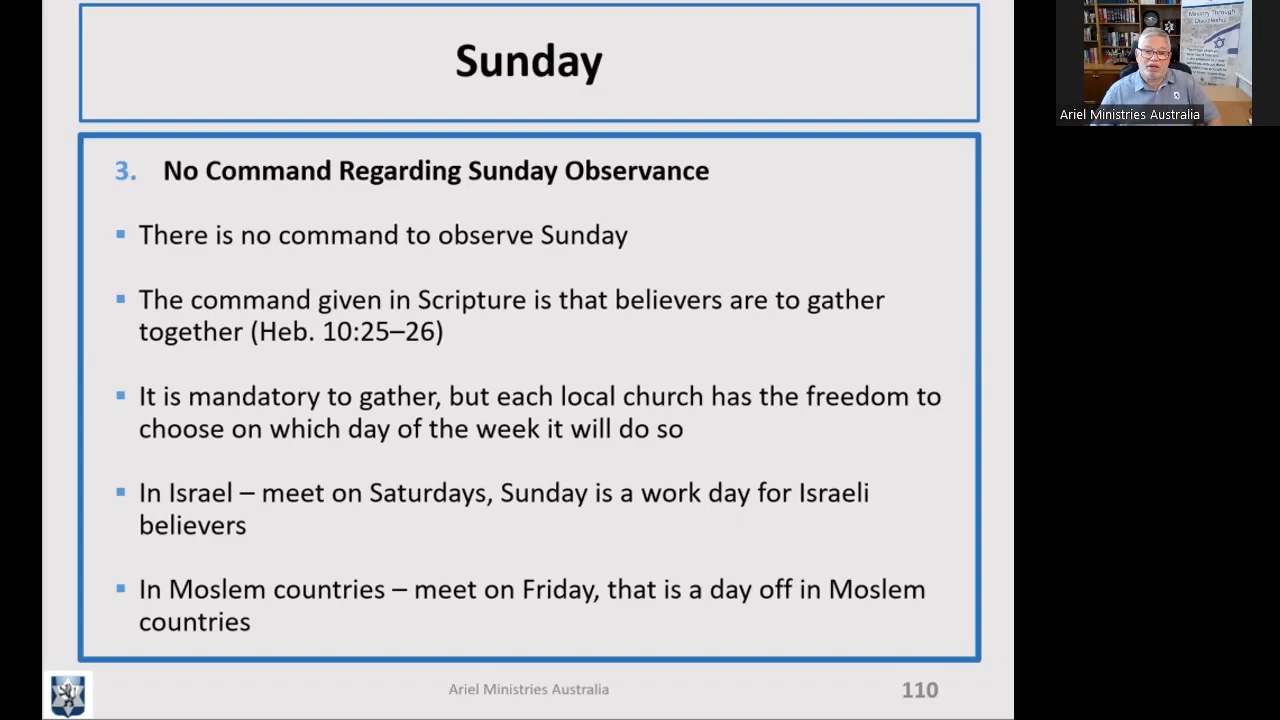 Sunday
3. No Command Regarding Sunday Observance
▪ There is no command to observe Sunday
▪ The command given in Scripture is that believers are to gather
together (Heb. 10:25–26)
▪ It is mandatory to gather, but each local church has the freedom to
choose on which day of the week it will do so
▪ In Israel – meet on Saturdays, Sunday is a work day for Israeli
believers
▪ In Moslem countries – meet on Friday, that is a day off in Moslem
countries
Ariel Ministries Australia
110
Ministry Through
Discipleship
Ariel Ministries Australia